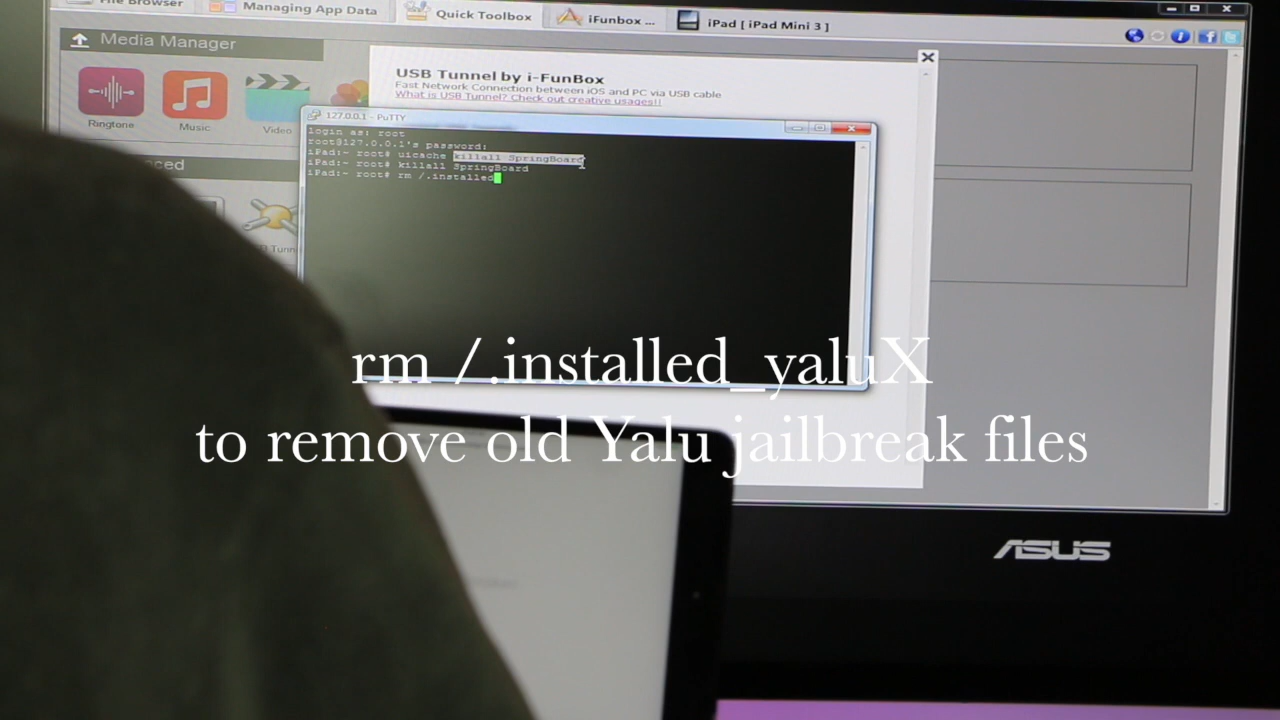 File Browser
Managing App Data
Quick Toolbox
iFunbox ...
iPad [ iPad Mini 3 ]
Media Manager
Ringtone
Music
Video
USB Tunnel by i-FunBox
Fast Network Connection between iOS and PC via USB cable
What is USB Tunnel? Check out creative usages!!
127.0.0.1 - PuTTY
login as: root
root@127.0.0.1's password:
iPad:~ root# uicache killall SpringBoard
iPad:~ root# killall SpringBoard
iPad:~ root# rm /.installed
rm /.installed_yaluX
to remove old Yalu jailbreak files
ASUS